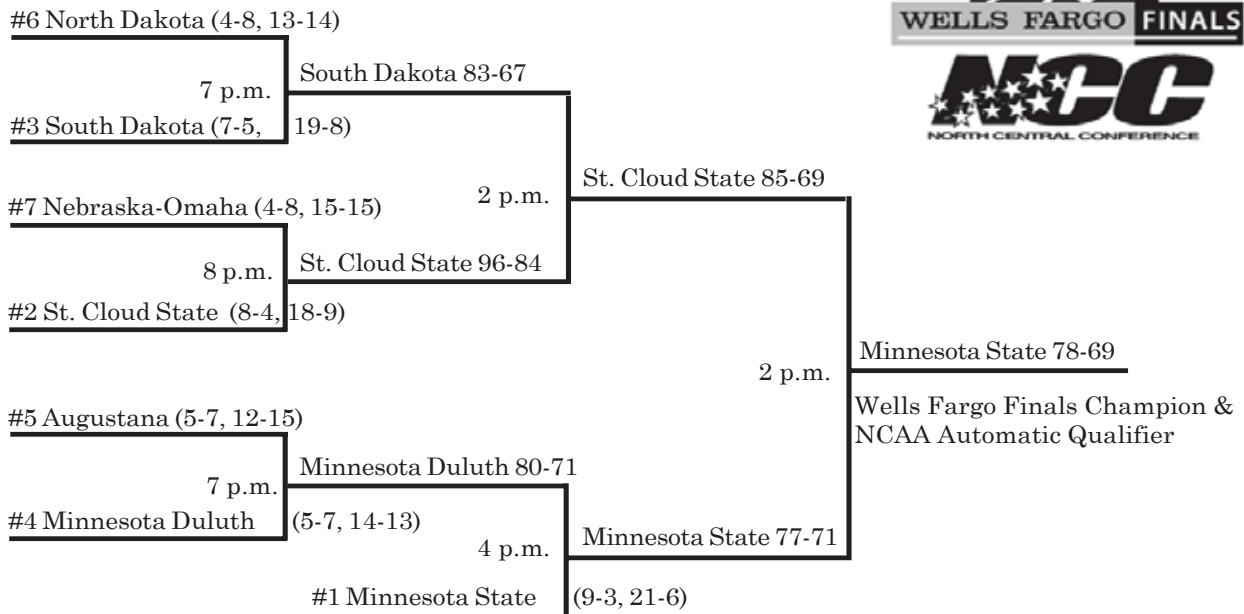 #6 North Dakota (4-8, 13-14)
WELLS FARGO FINALS
NCC
NORTH CENTRAL CONFERENCE
South Dakota 83-67
7 p.m.
#3 South Dakota (7-5, 19-8)
St. Cloud State 85-69
2 p.m.
#7 Nebraska-Omaha (4-8, 15-15)
St. Cloud State 96-84
8 p.m.
#2 St. Cloud State (8-4, 18-9)
Minnesota State 78-69
2 p.m.
Wells Fargo Finals Champion &
NCAA Automatic Qualifier
#5 Augustana (5-7, 12-15)
Minnesota Duluth 80-71
7 p.m.
#4 Minnesota Duluth (5-7, 14-13)
Minnesota State 77-71
4 p.m.
#1 Minnesota State (9-3, 21-6)